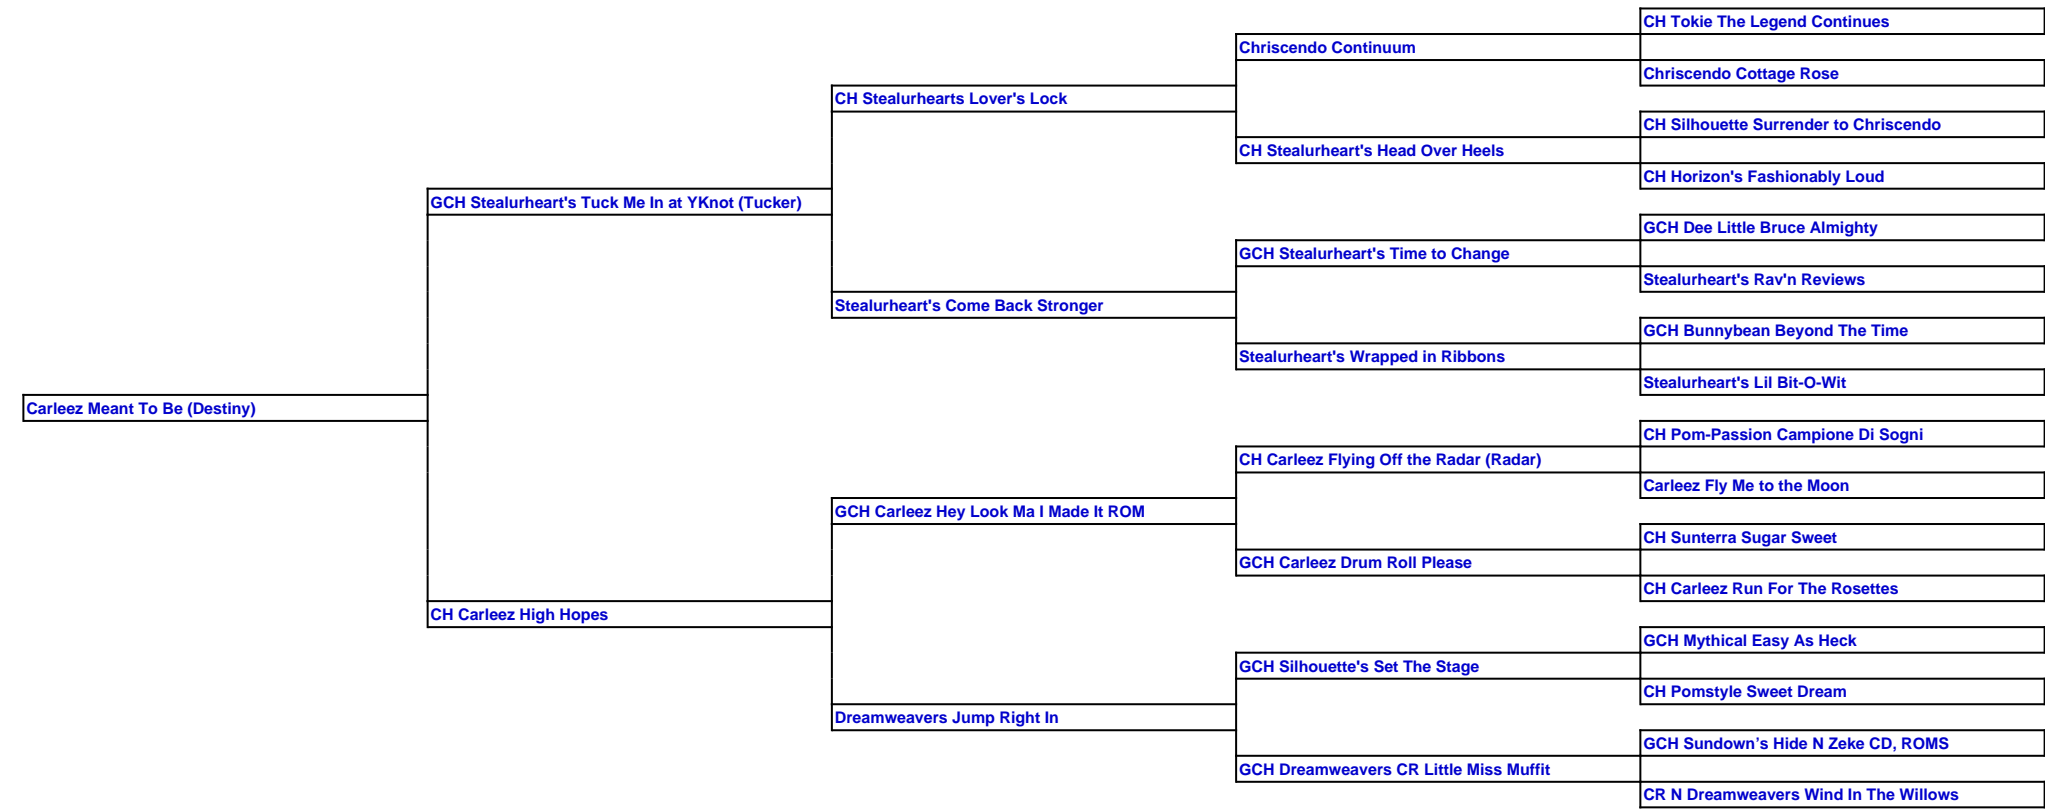 CH Tokie The Legend Continues
Chriscendo Continuum
Chriscendo Cottage Rose
CH Stealurhearts Lover's Lock
CH Silhouette Surrender to Chriscendo
CH Stealurheart's Head Over Heels
CH Horizon's Fashionably Loud
GCH Stealurheart's Tuck Me In at YKnot (Tucker)
GCH Dee Little Bruce Almighty
GCH Stealurheart's Time to Change
Stealurheart's Rav'n Reviews
Stealurheart's Come Back Stronger
GCH Bunnybean Beyond The Time
Stealurheart's Wrapped in Ribbons
Stealurheart's Lil Bit-O-Wit
Carleez Meant To Be (Destiny)
CH Pom-Passion Campione Di Sogni
CH Carleez Flying Off the Radar (Radar)
Carleez Fly Me to the Moon
GCH Carleez Hey Look Ma I Made It ROM
CH Sunterra Sugar Sweet
GCH Carleez Drum Roll Please
CH Carleez Run For The Rosettes
CH Carleez High Hopes
GCH Mythical Easy As Heck
GCH Silhouette's Set The Stage
CH Pomstyle Sweet Dream
Dreamweavers Jump Right In
GCH Sundown’s Hide N Zeke CD, ROMS
GCH Dreamweavers CR Little Miss Muffit
CR N Dreamweavers Wind In The Willows